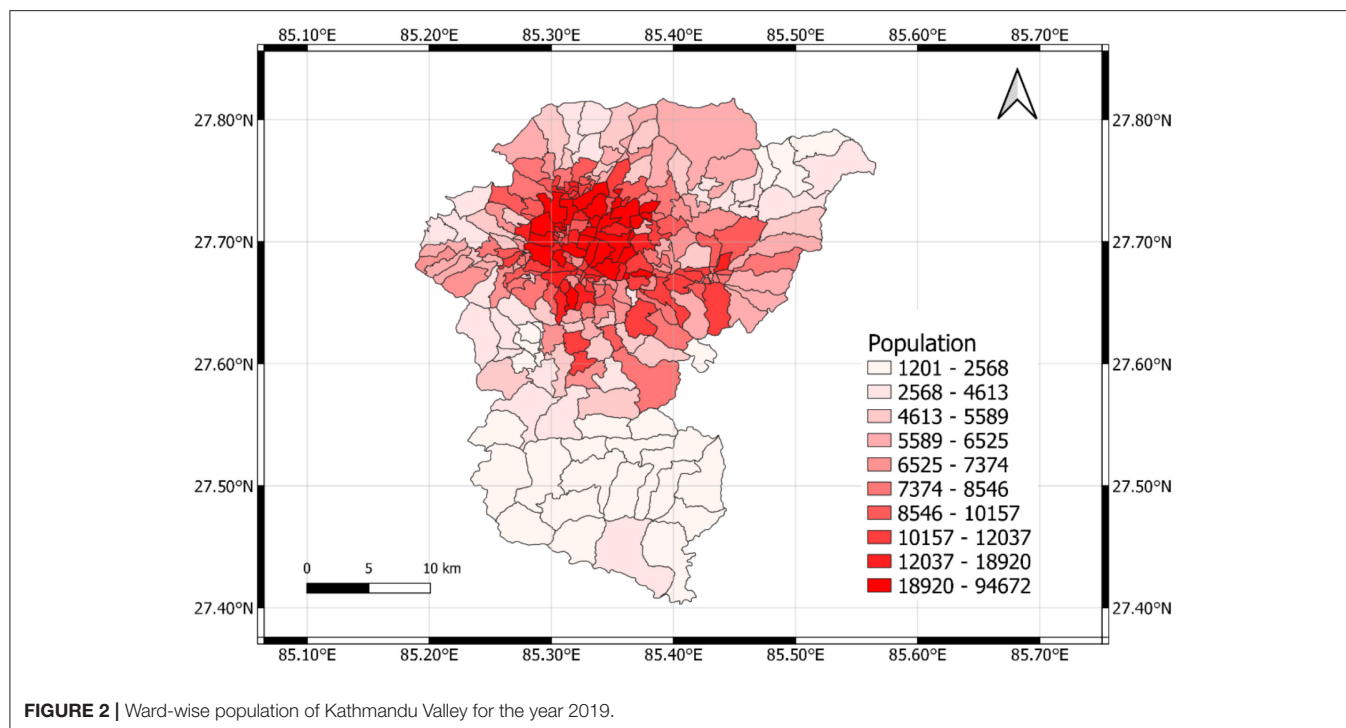 85.10°E 85.20°E 85.30°E 85.40°E 85.50°E 85.60°E 85.70°E
27.80°N 27.80°N
27.70°N 27.70°N
27.60°N 27.60°N
27.50°N 27.50°N
27.40°N 27.40°N
Population
1201 - 2568
2568 - 4613
4613 - 5589
5589 - 6525
6525 - 7374
7374 - 8546
8546 - 10157
10157 - 12037
12037 - 18920
18920 - 94672
0 5 10 km
85.10°E 85.20°E 85.30°E 85.40°E 85.50°E 85.60°E 85.70°E
FIGURE 2 | Ward-wise population of Kathmandu Valley for the year 2019.